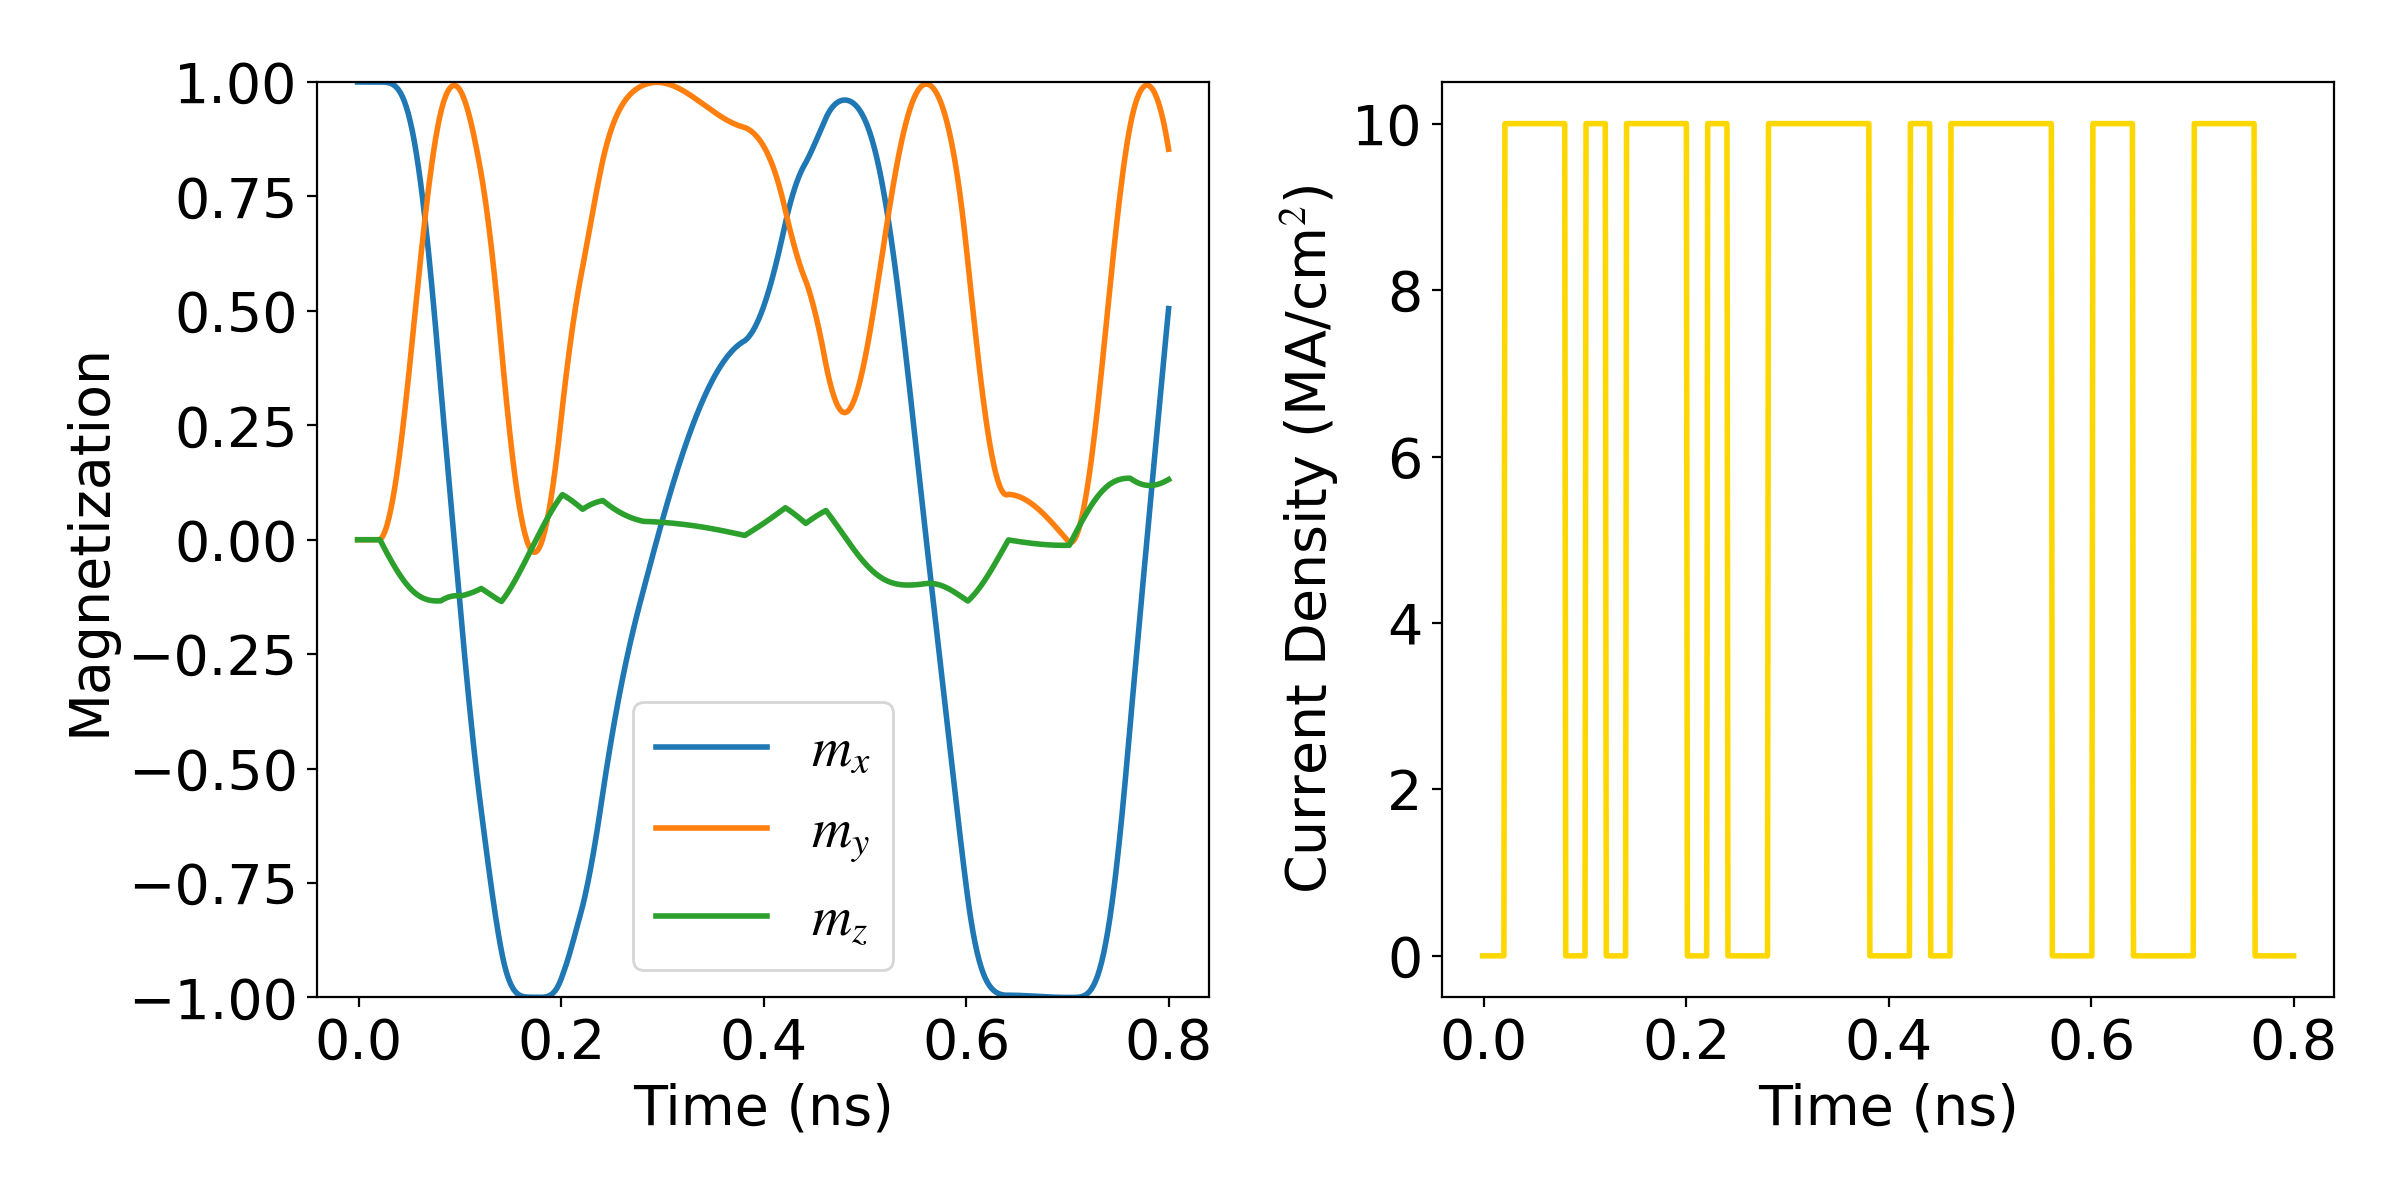 Magnetization
1.00
0.75
0.50
0.25
0.00
−0.25
−0.50
−0.75
−1.00
0.0 0.2 0.4 0.6 0.8
Time (ns)
m_x
m_y
m_z
Current Density (MA/cm²)
10
8
6
4
2
0
0.0 0.2 0.4 0.6 0.8
Time (ns)